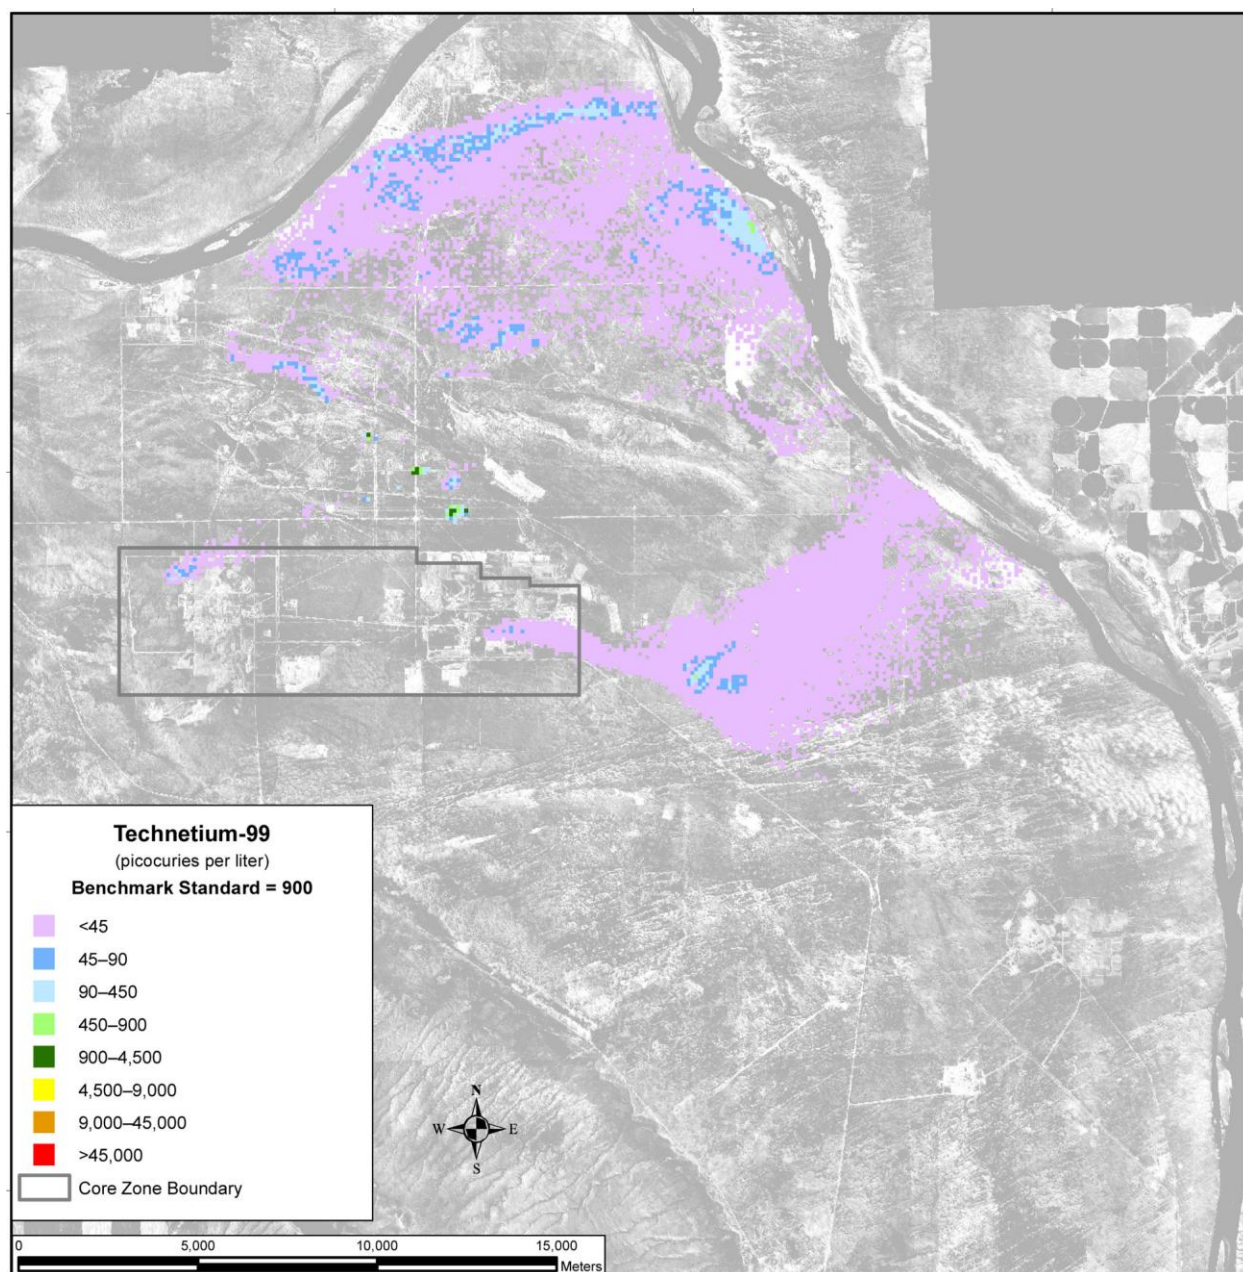 Technetium-99
(picocuries per liter)
Benchmark Standard = 900
<45
45–90
90–450
450–900
900–4,500
4,500–9,000
9,000–45,000
>45,000
Core Zone Boundary
N
W E
S
0 5,000 10,000 15,000
Meters